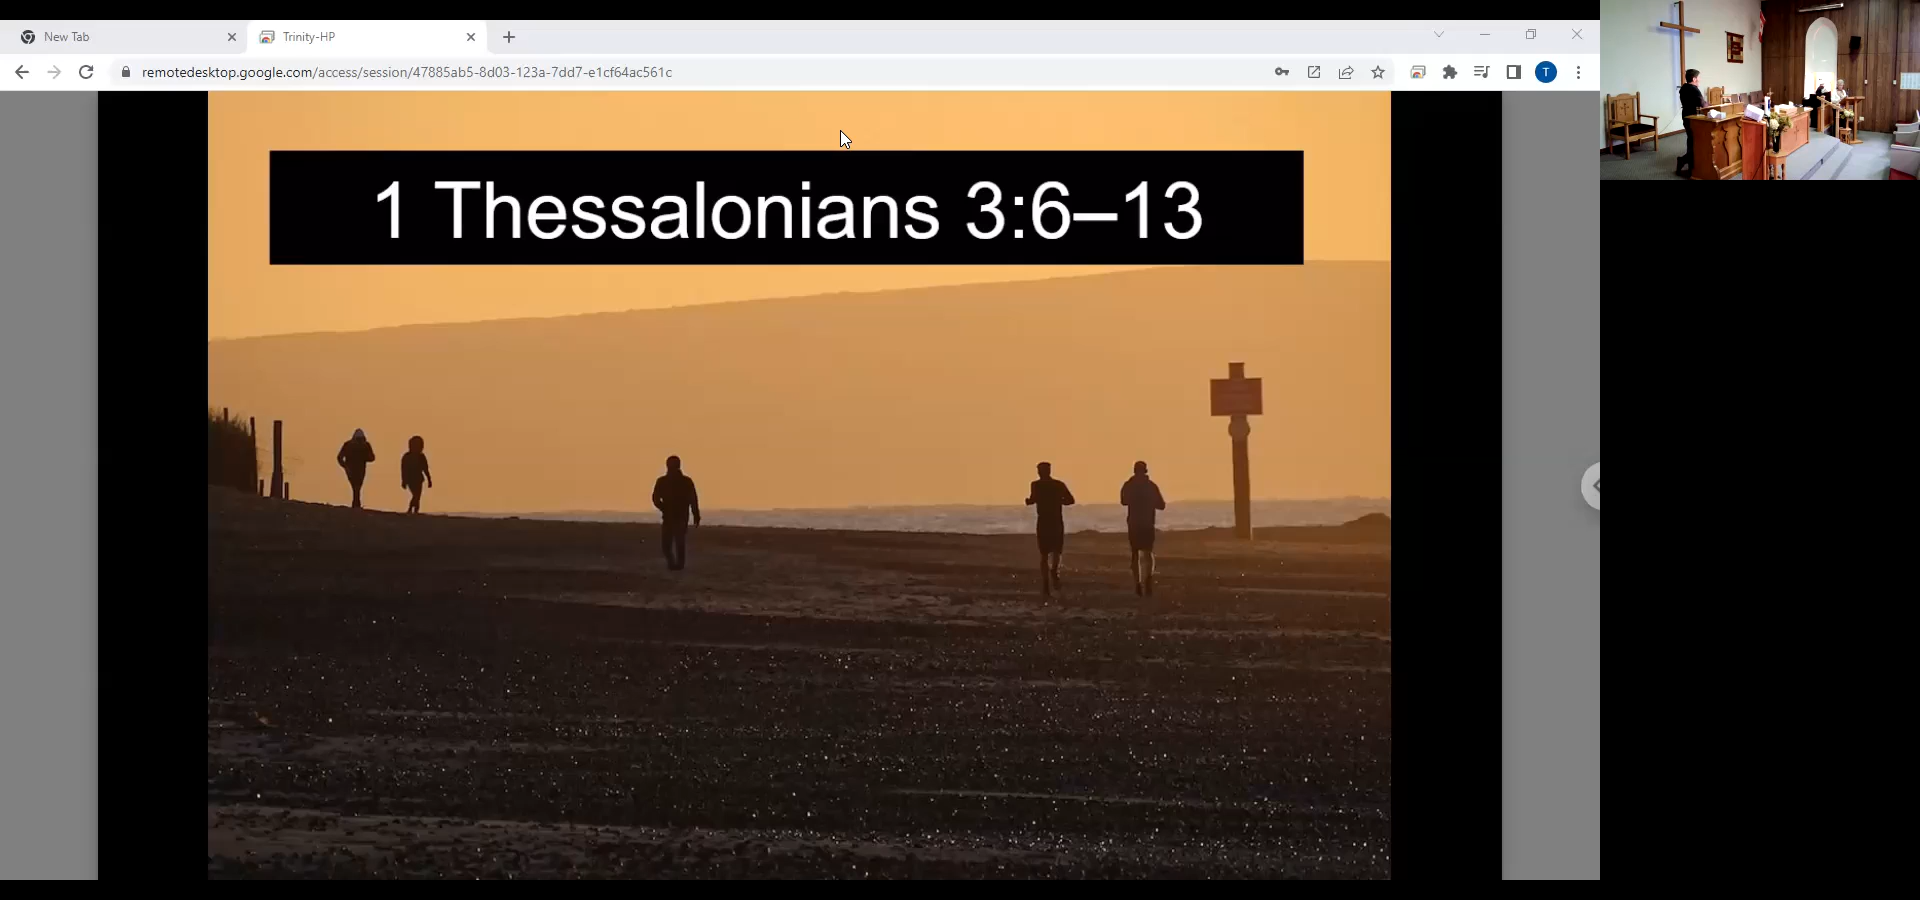 New Tab
Trinity-HP
remotedesktop.google.com/access/session/47885ab5-8d03-123a-7dd7-e1cf64ac561c
T
1 Thessalonians 3:6–13